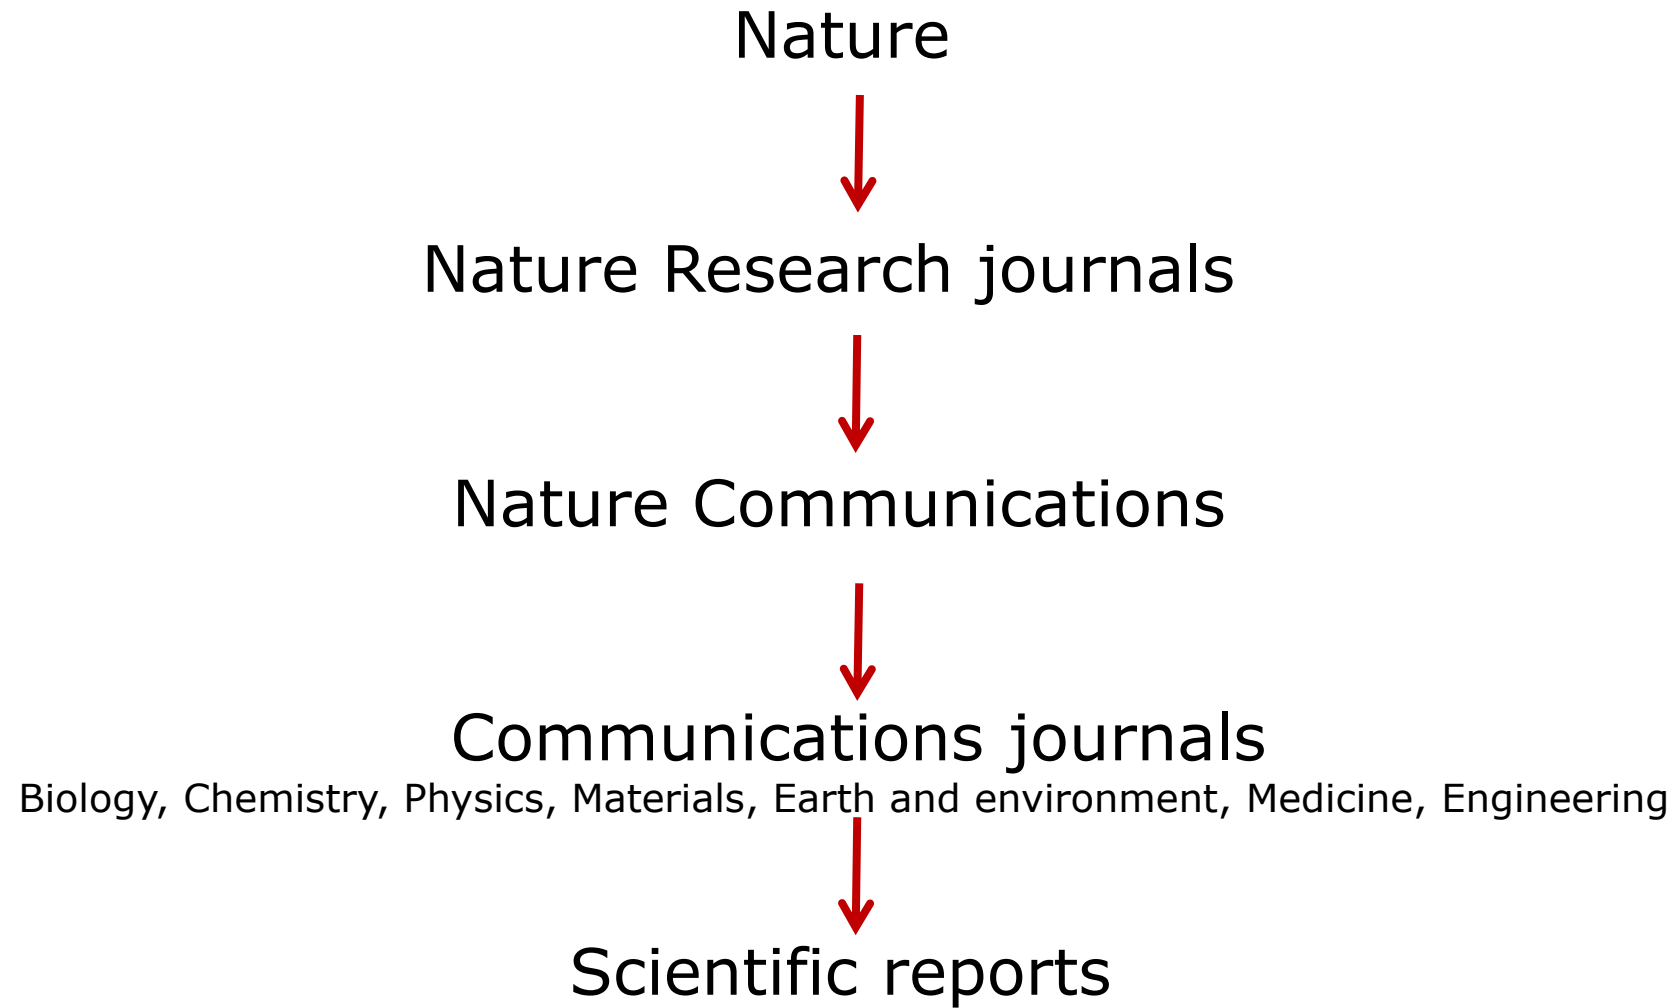 Nature
Nature Research journals
Nature Communications
Communications journals
Biology, Chemistry, Physics, Materials, Earth and environment, Medicine, Engineering
Scientific reports